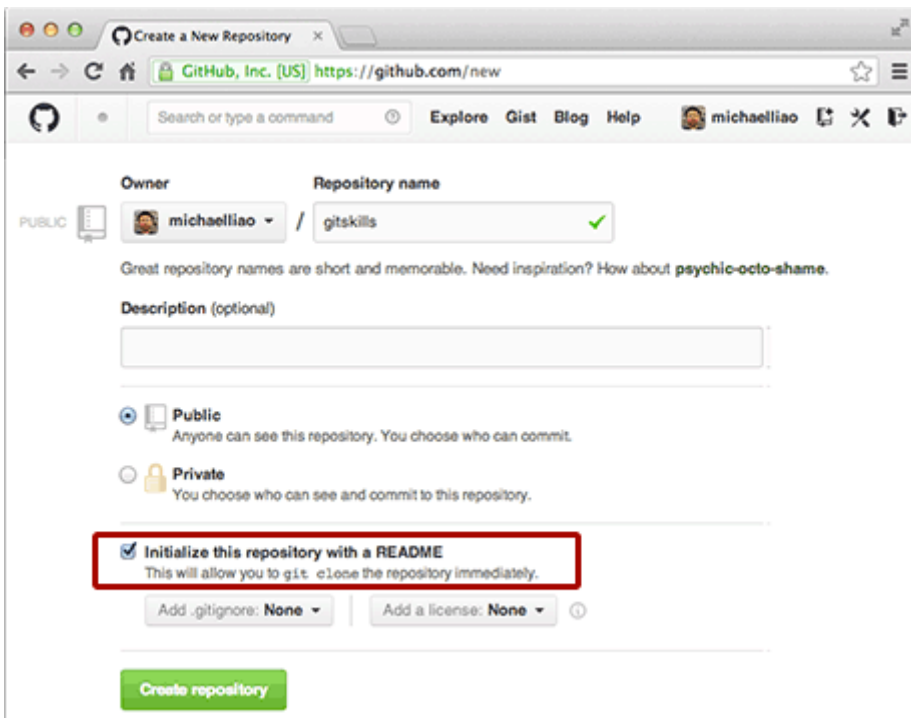 Create a New Repository
GitHub, Inc. [US] https://github.com/new
Search or type a command Explore Gist Blog Help michaelliao
Owner Repository name
PUBLIC michaelliao / gitskills
Great repository names are short and memorable. Need inspiration? How about psychic-octo-shame.
Description (optional)
Public
Anyone can see this repository. You choose who can commit.
Private
You choose who can see and commit to this repository.
Initialize this repository with a README
This will allow you to git clone the repository immediately.
Add .gitignore: None Add a license: None
Create repository